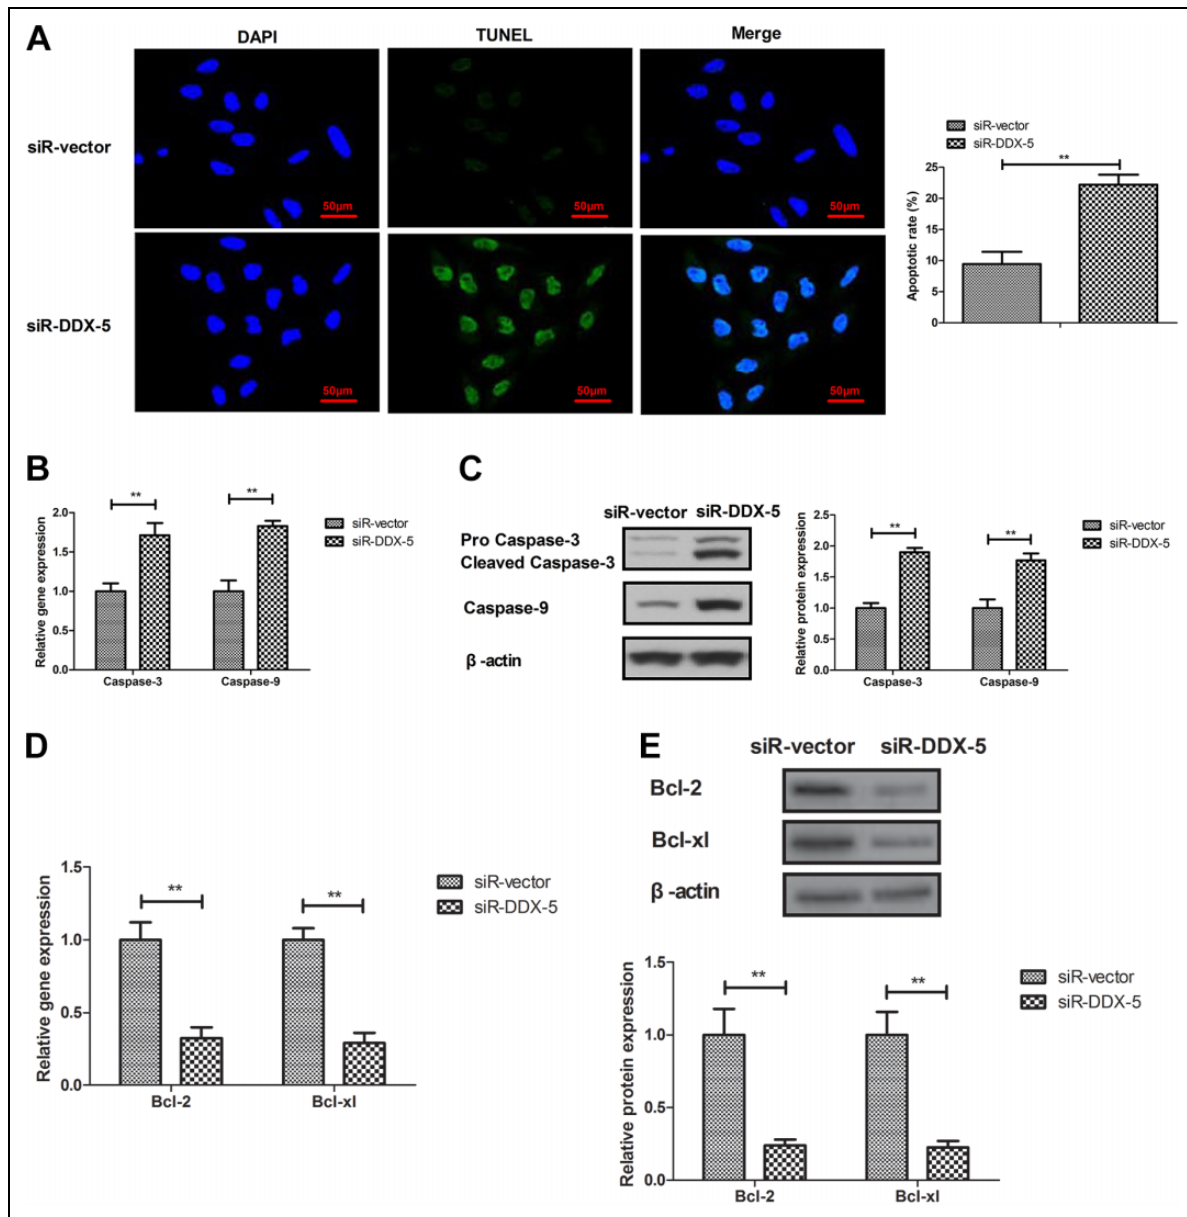 A
DAPI
TUNEL
Merge
siR-vector
50μm
50μm
50μm
siR-DDX-5
50μm
50μm
50μm
siR-vector
siR-DDX-5
**
Apoptotic rate (%)
25
20
15
10
5
0
B
**
**
2.0
1.5
1.0
0.5
0.0
Relative gene expression
Caspase-3
Caspase-9
siR-vector
siR-DDX-5
C
siR-vector siR-DDX-5
Pro Caspase-3
Cleaved Caspase-3
Caspase-9
β -actin
**
**
2.5
2.0
1.5
1.0
0.5
0.0
Relative protein expression
Caspase-3
Caspase-9
siR-vector
siR-DDX-5
D
**
**
1.5
1.0
0.5
0.0
Relative gene expression
Bcl-2
Bcl-xl
siR-vector
siR-DDX-5
E
siR-vector siR-DDX-5
Bcl-2
Bcl-xl
β -actin
**
**
1.5
1.0
0.5
0.0
Relative protein expression
Bcl-2
Bcl-xl
siR-vector
siR-DDX-5